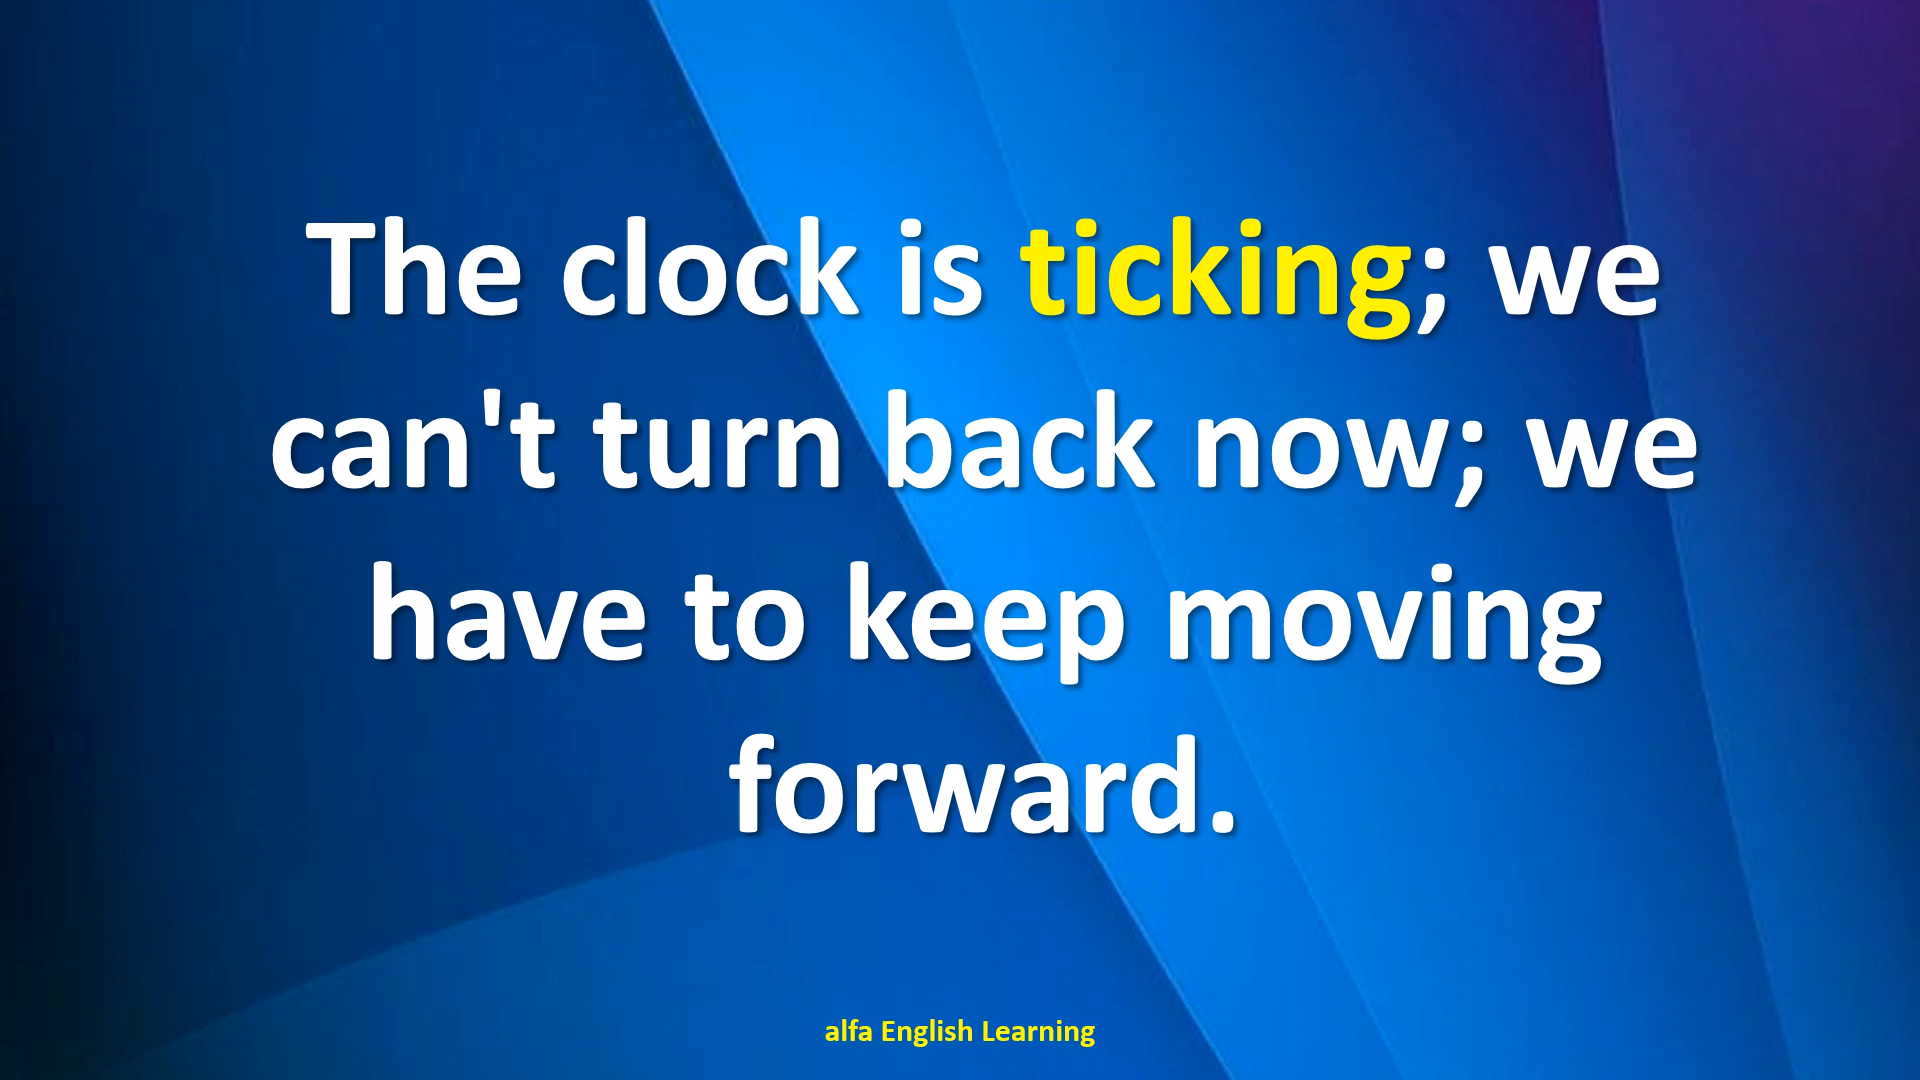 The clock is ticking; we
can't turn back now; we
have to keep moving
forward.
alfa English Learning